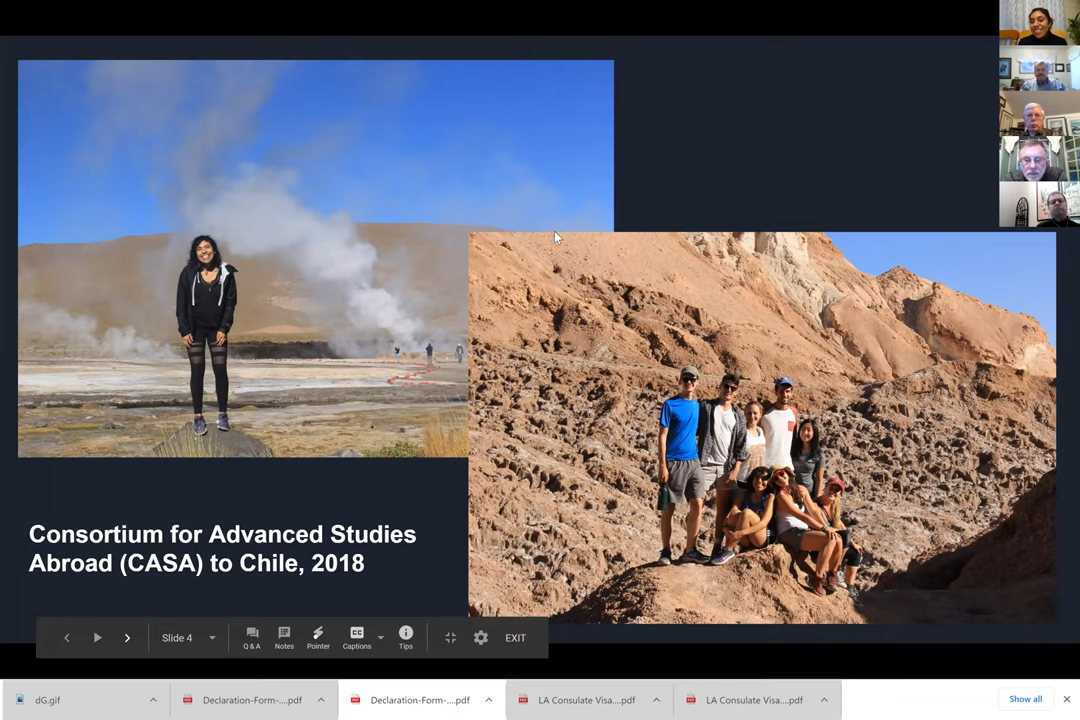 Consortium for Advanced Studies
Abroad (CASA) to Chile, 2018
Slide 4
Q & A
Notes
Pointer
CC
Captions
Tips
EXIT
dG.gif
Declaration-Form-....pdf
Declaration-Form-....pdf
LA Consulate Visa....pdf
LA Consulate Visa....pdf
Show all